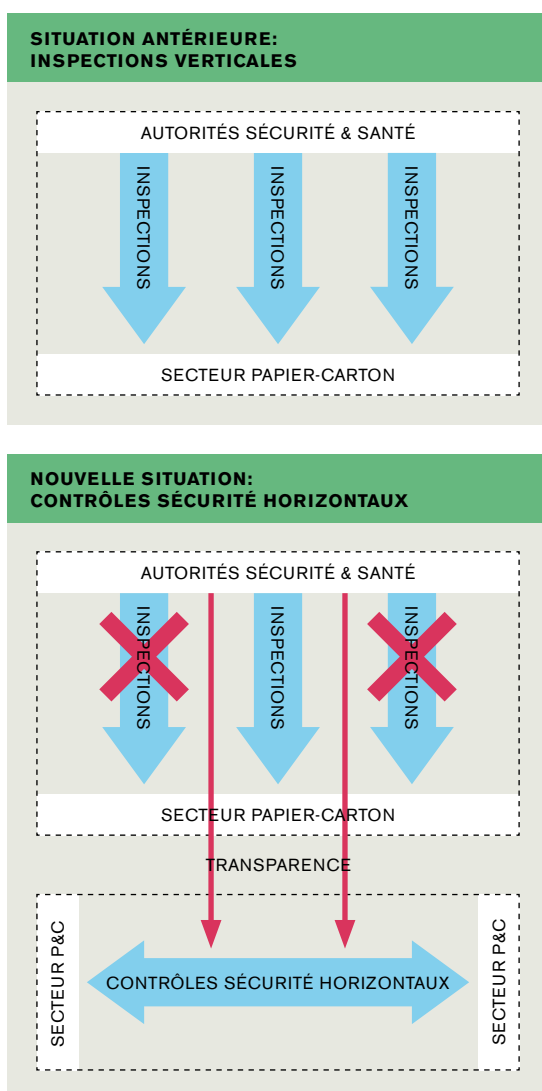 SITUATION ANTÉRIEURE:
INSPECTIONS VERTICALES
AUTORITÉS SÉCURITÉ & SANTÉ
INSPECTIONS
INSPECTIONS
INSPECTIONS
SECTEUR PAPIER-CARTON
NOUVELLE SITUATION:
CONTRÔLES SÉCURITÉ HORIZONTAUX
AUTORITÉS SÉCURITÉ & SANTÉ
INSPECTIONS
INSPECTIONS
INSPECTIONS
SECTEUR PAPIER-CARTON
TRANSPARENCE
SECTEUR P&C
CONTRÔLES SÉCURITÉ HORIZONTAUX
SECTEUR P&C